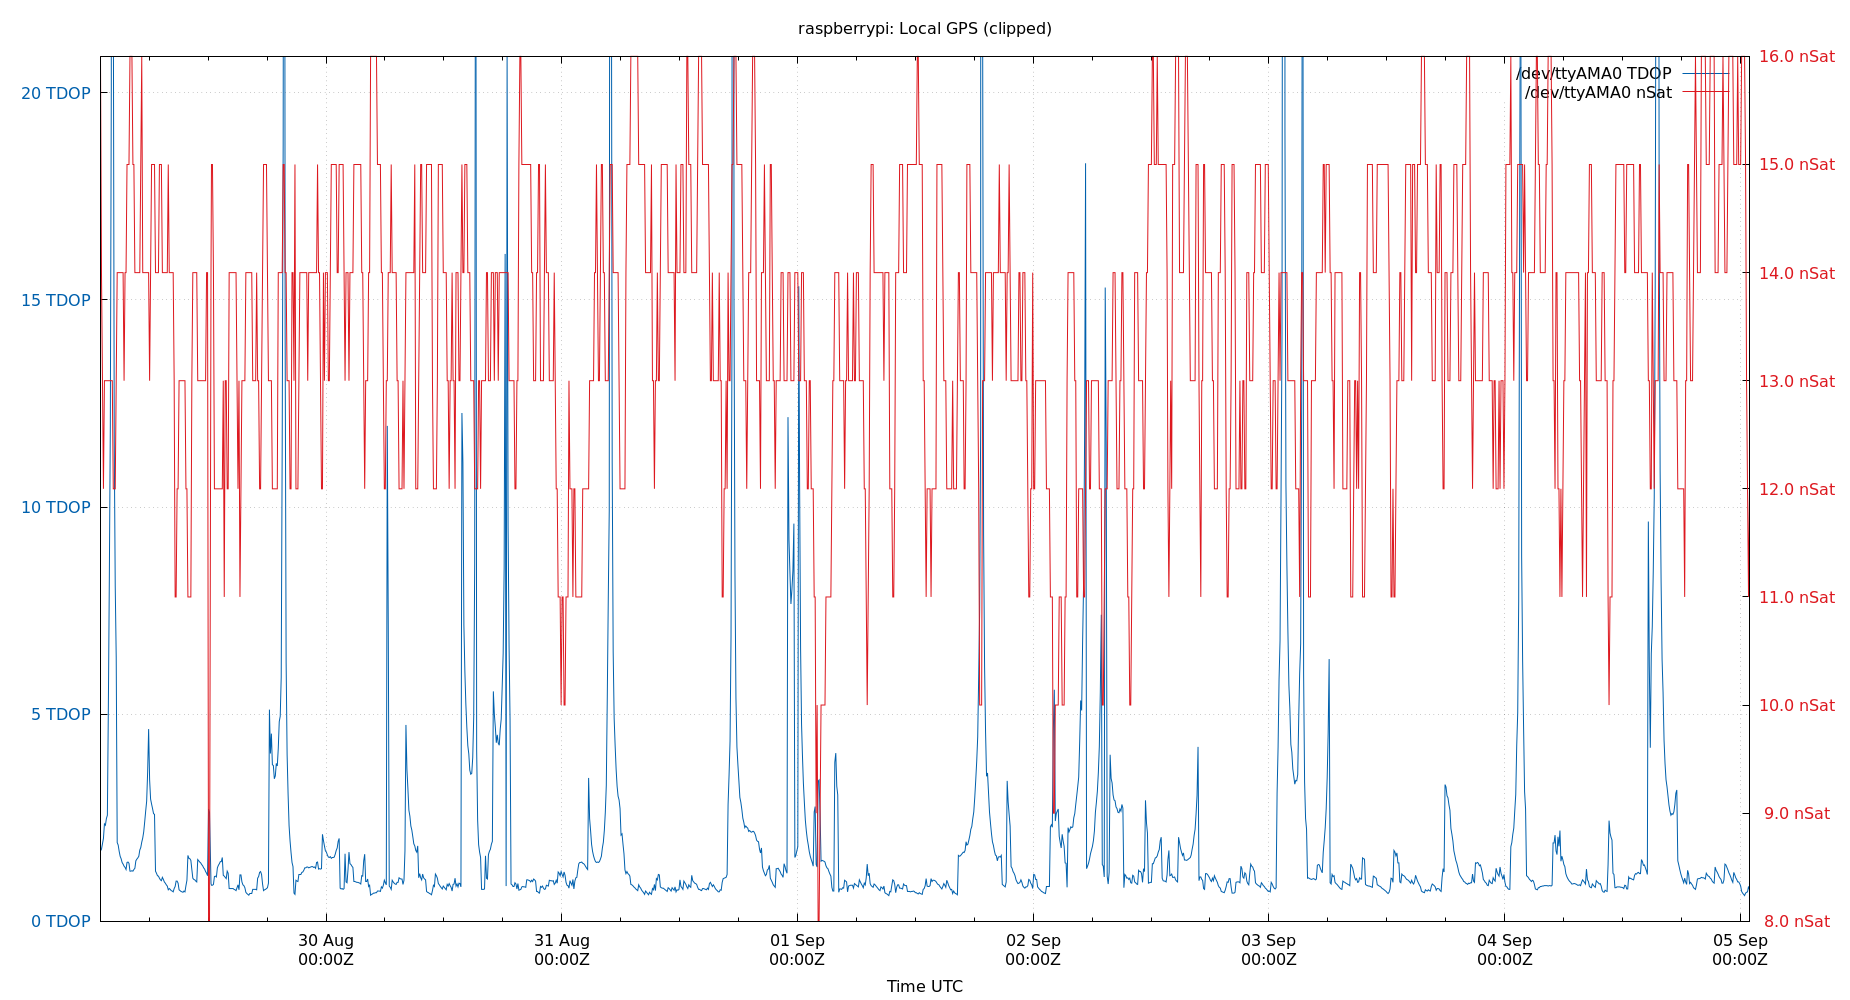 raspberrypi: Local GPS (clipped)
16.0 nSat
/dev/ttyAMA0 TDOP
/dev/ttyAMA0 nSat
20 TDOP
15.0 nSat
14.0 nSat
15 TDOP
13.0 nSat
12.0 nSat
10 TDOP
11.0 nSat
10.0 nSat
5 TDOP
9.0 nSat
0 TDOP
8.0 nSat
30 Aug 31 Aug 01 Sep 02 Sep 03 Sep 04 Sep 05 Sep
00:00Z 00:00Z 00:00Z 00:00Z 00:00Z 00:00Z 00:00Z
Time UTC